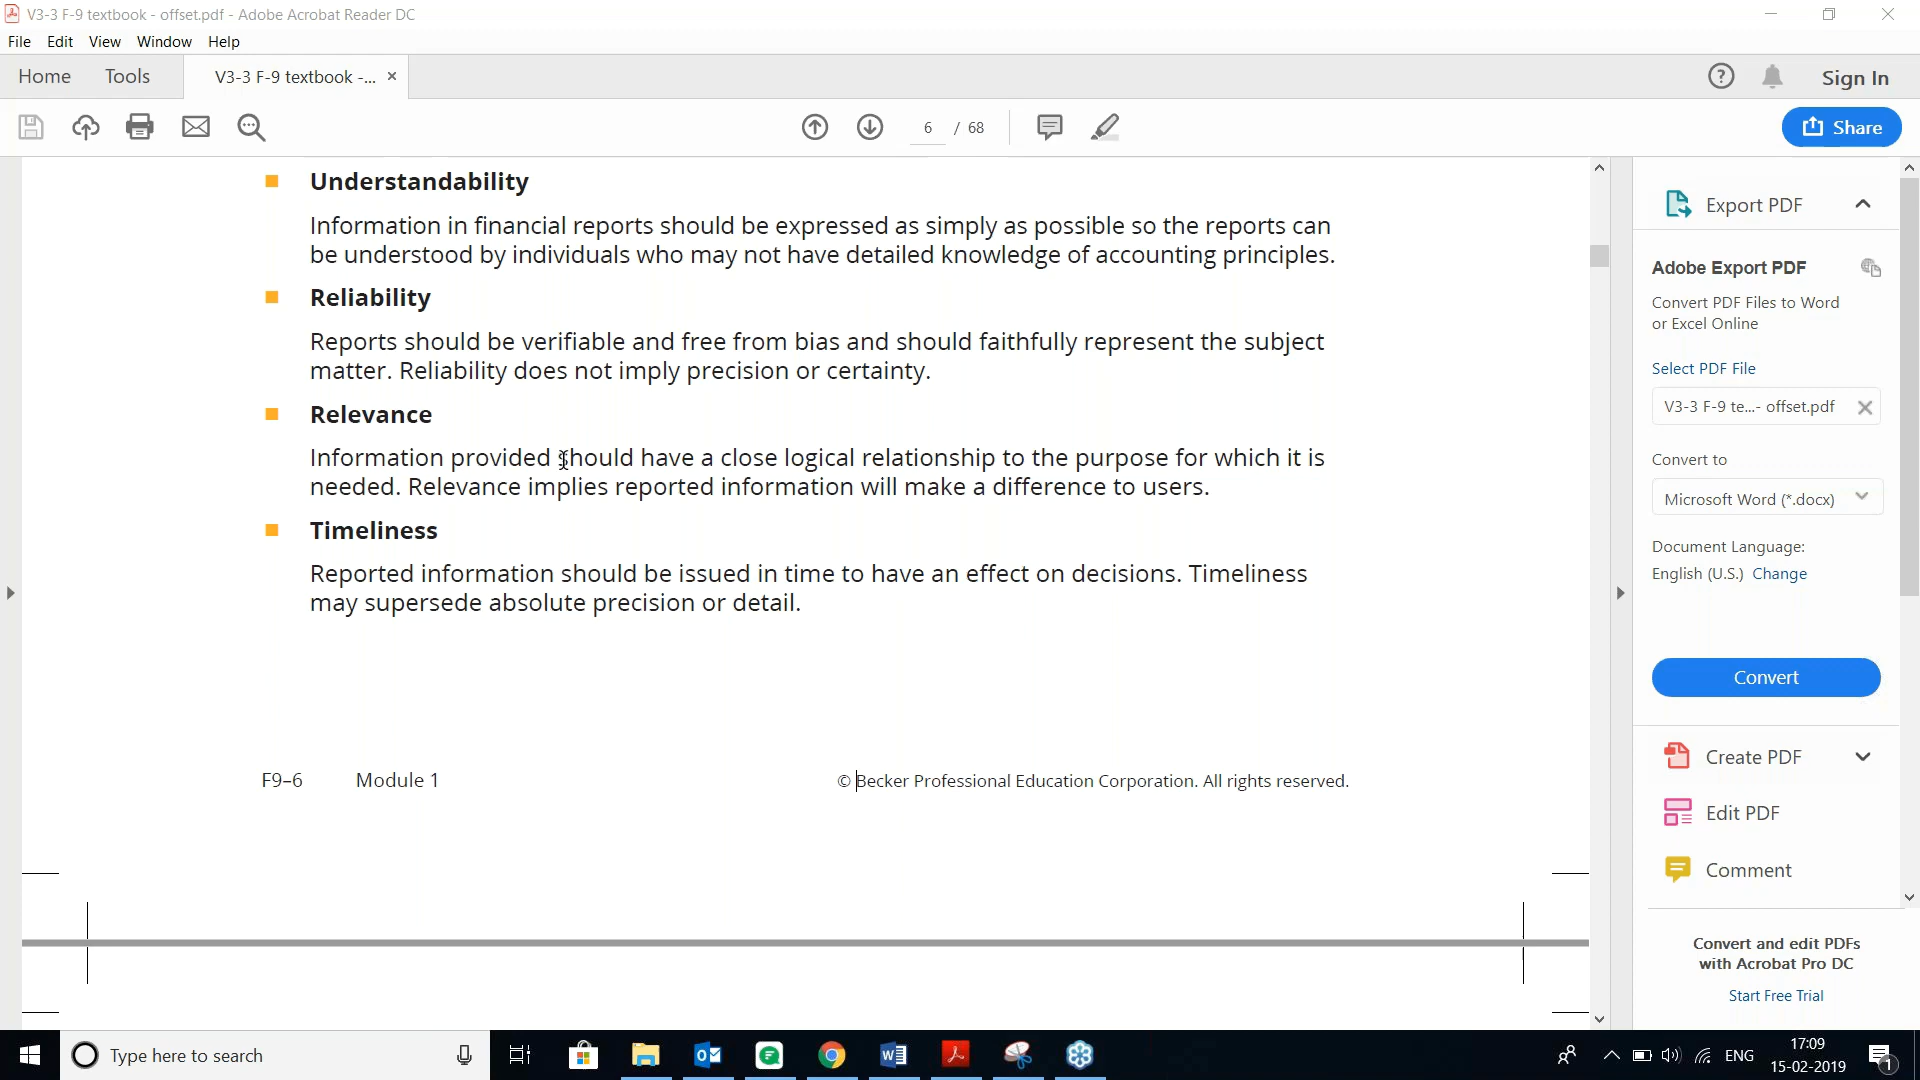 V3-3 F-9 textbook - offset.pdf - Adobe Acrobat Reader DC
File Edit View Window Help
Home Tools V3-3 F-9 textbook -... × Sign In
6 / 68 Share
Understandability
Information in financial reports should be expressed as simply as possible so the reports can
be understood by individuals who may not have detailed knowledge of accounting principles.
Reliability
Reports should be verifiable and free from bias and should faithfully represent the subject
matter. Reliability does not imply precision or certainty.
Relevance
Information provided should have a close logical relationship to the purpose for which it is
needed. Relevance implies reported information will make a difference to users.
Timeliness
Reported information should be issued in time to have an effect on decisions. Timeliness
may supersede absolute precision or detail.
F9–6 Module 1 © Becker Professional Education Corporation. All rights reserved.
Export PDF
Adobe Export PDF
Convert PDF Files to Word
or Excel Online
Select PDF File
V3-3 F-9 te...- offset.pdf
Convert to
Microsoft Word (*.docx)
Document Language:
English (U.S.) Change
Convert
Create PDF
Edit PDF
Comment
Convert and edit PDFs
with Acrobat Pro DC
Start Free Trial
Type here to search
ENG
17:09
15-02-2019
1